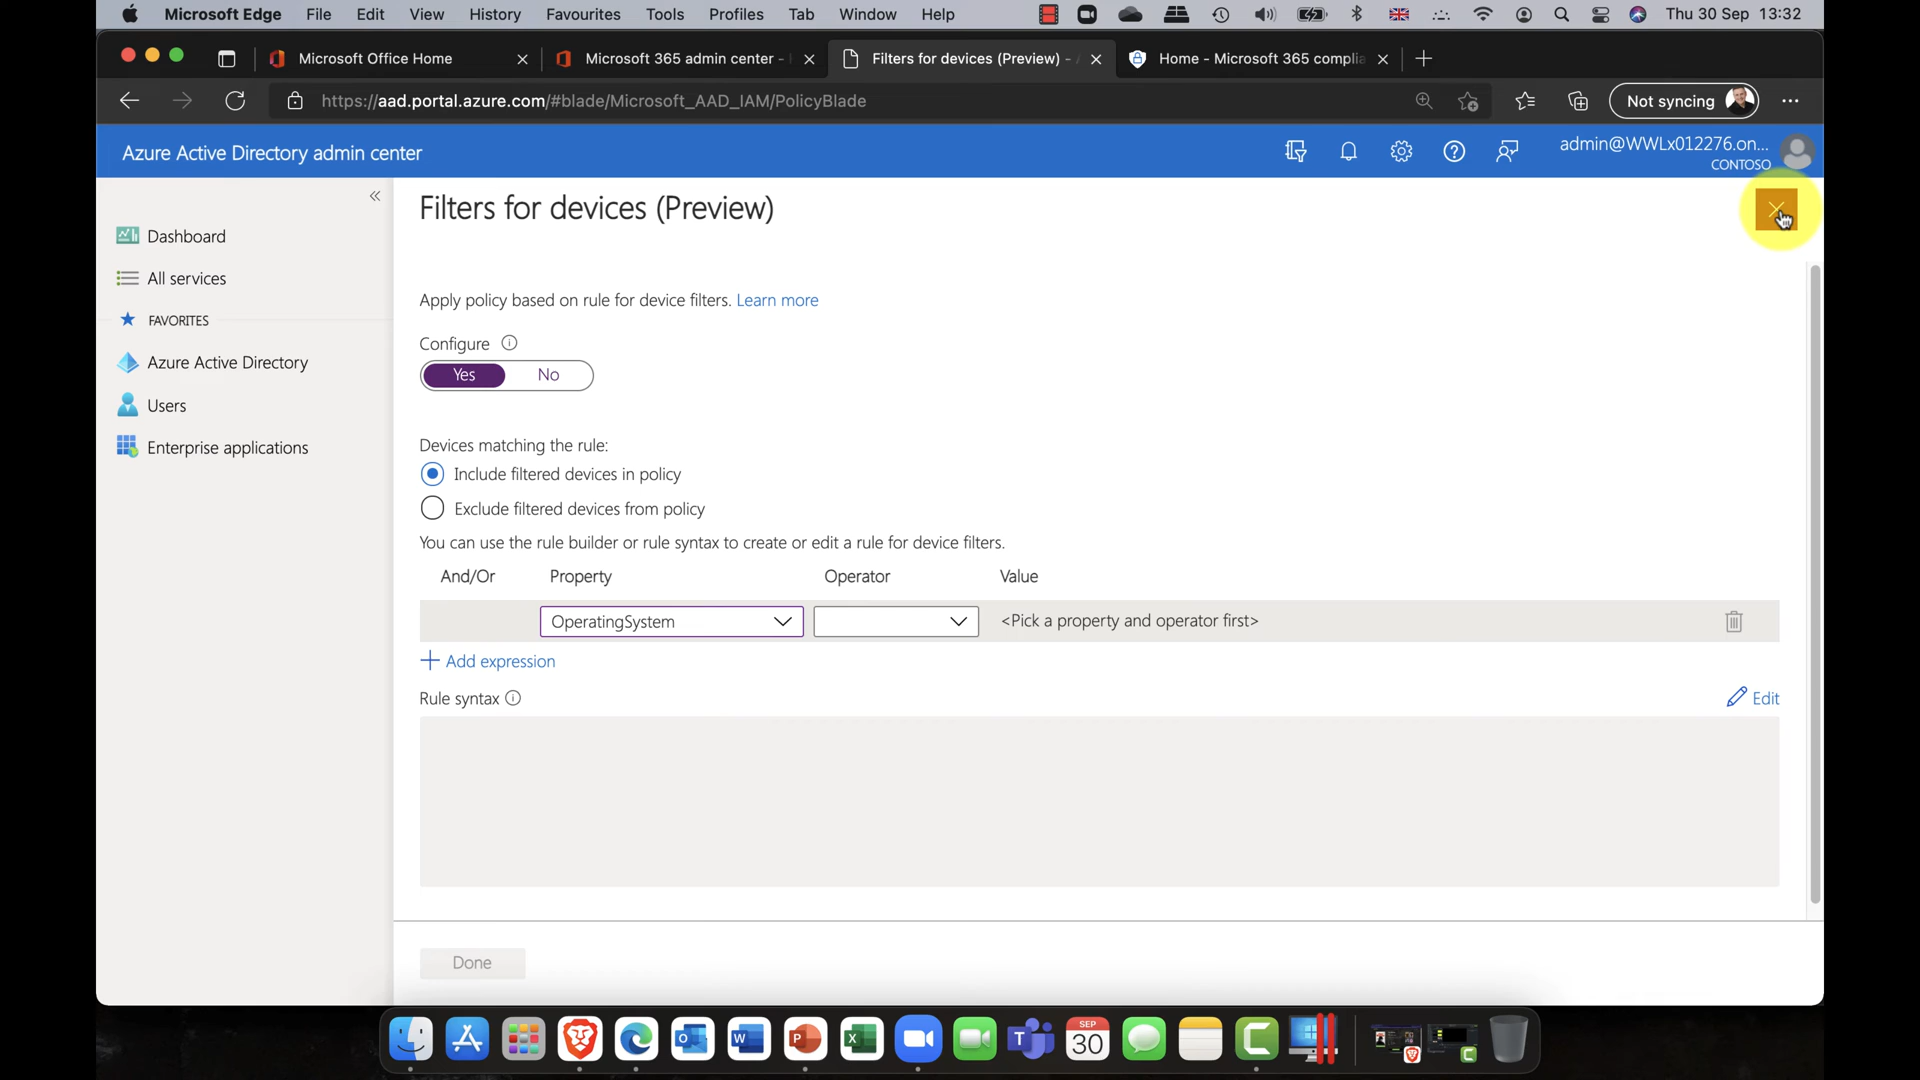 Microsoft Edge File Edit View History Favourites Tools Profiles Tab Window Help Thu 30 Sep 13:32
Microsoft Office Home Microsoft 365 admin center - Filters for devices (Preview) - Home - Microsoft 365 complia
https://aad.portal.azure.com/#blade/Microsoft_AAD_IAM/PolicyBlade Not syncing
Azure Active Directory admin center
admin@WWLx012276.on...
CONTOSO
Dashboard
All services
FAVORITES
Azure Active Directory
Users
Enterprise applications
Filters for devices (Preview)
Apply policy based on rule for device filters. Learn more
Configure
Yes No
Devices matching the rule:
Include filtered devices in policy
Exclude filtered devices from policy
You can use the rule builder or rule syntax to create or edit a rule for device filters.
And/Or Property Operator Value
OperatingSystem <Pick a property and operator first>
Add expression
Rule syntax Edit
Done
SEP
30